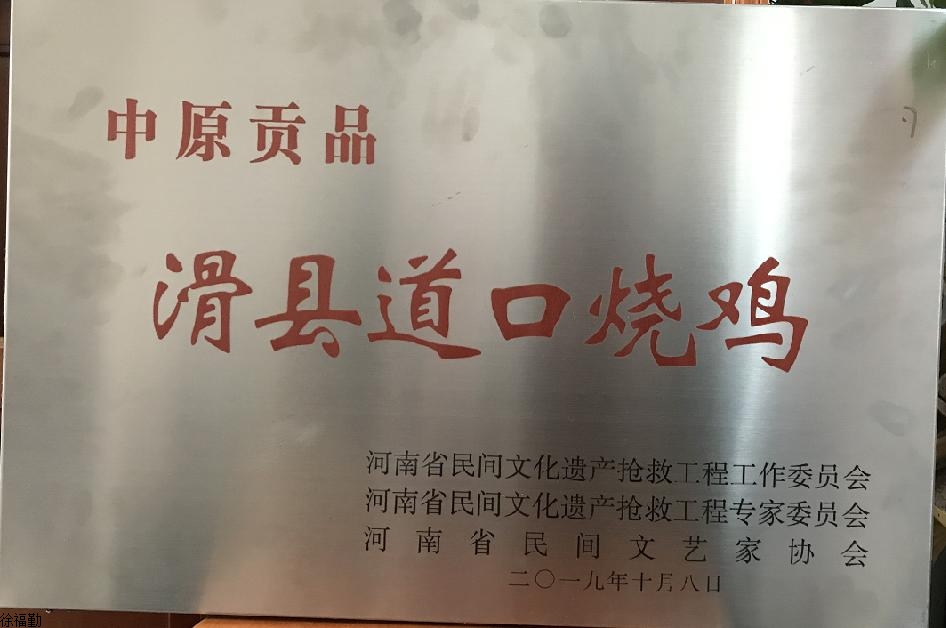 中原贡品
滑县道口烧鸡
河南省民间文化遗产抢救工程工作委员会
河南省民间文化遗产抢救工程专家委员会
河南省民间文艺家协会
二〇一九年十月八日
徐福勤